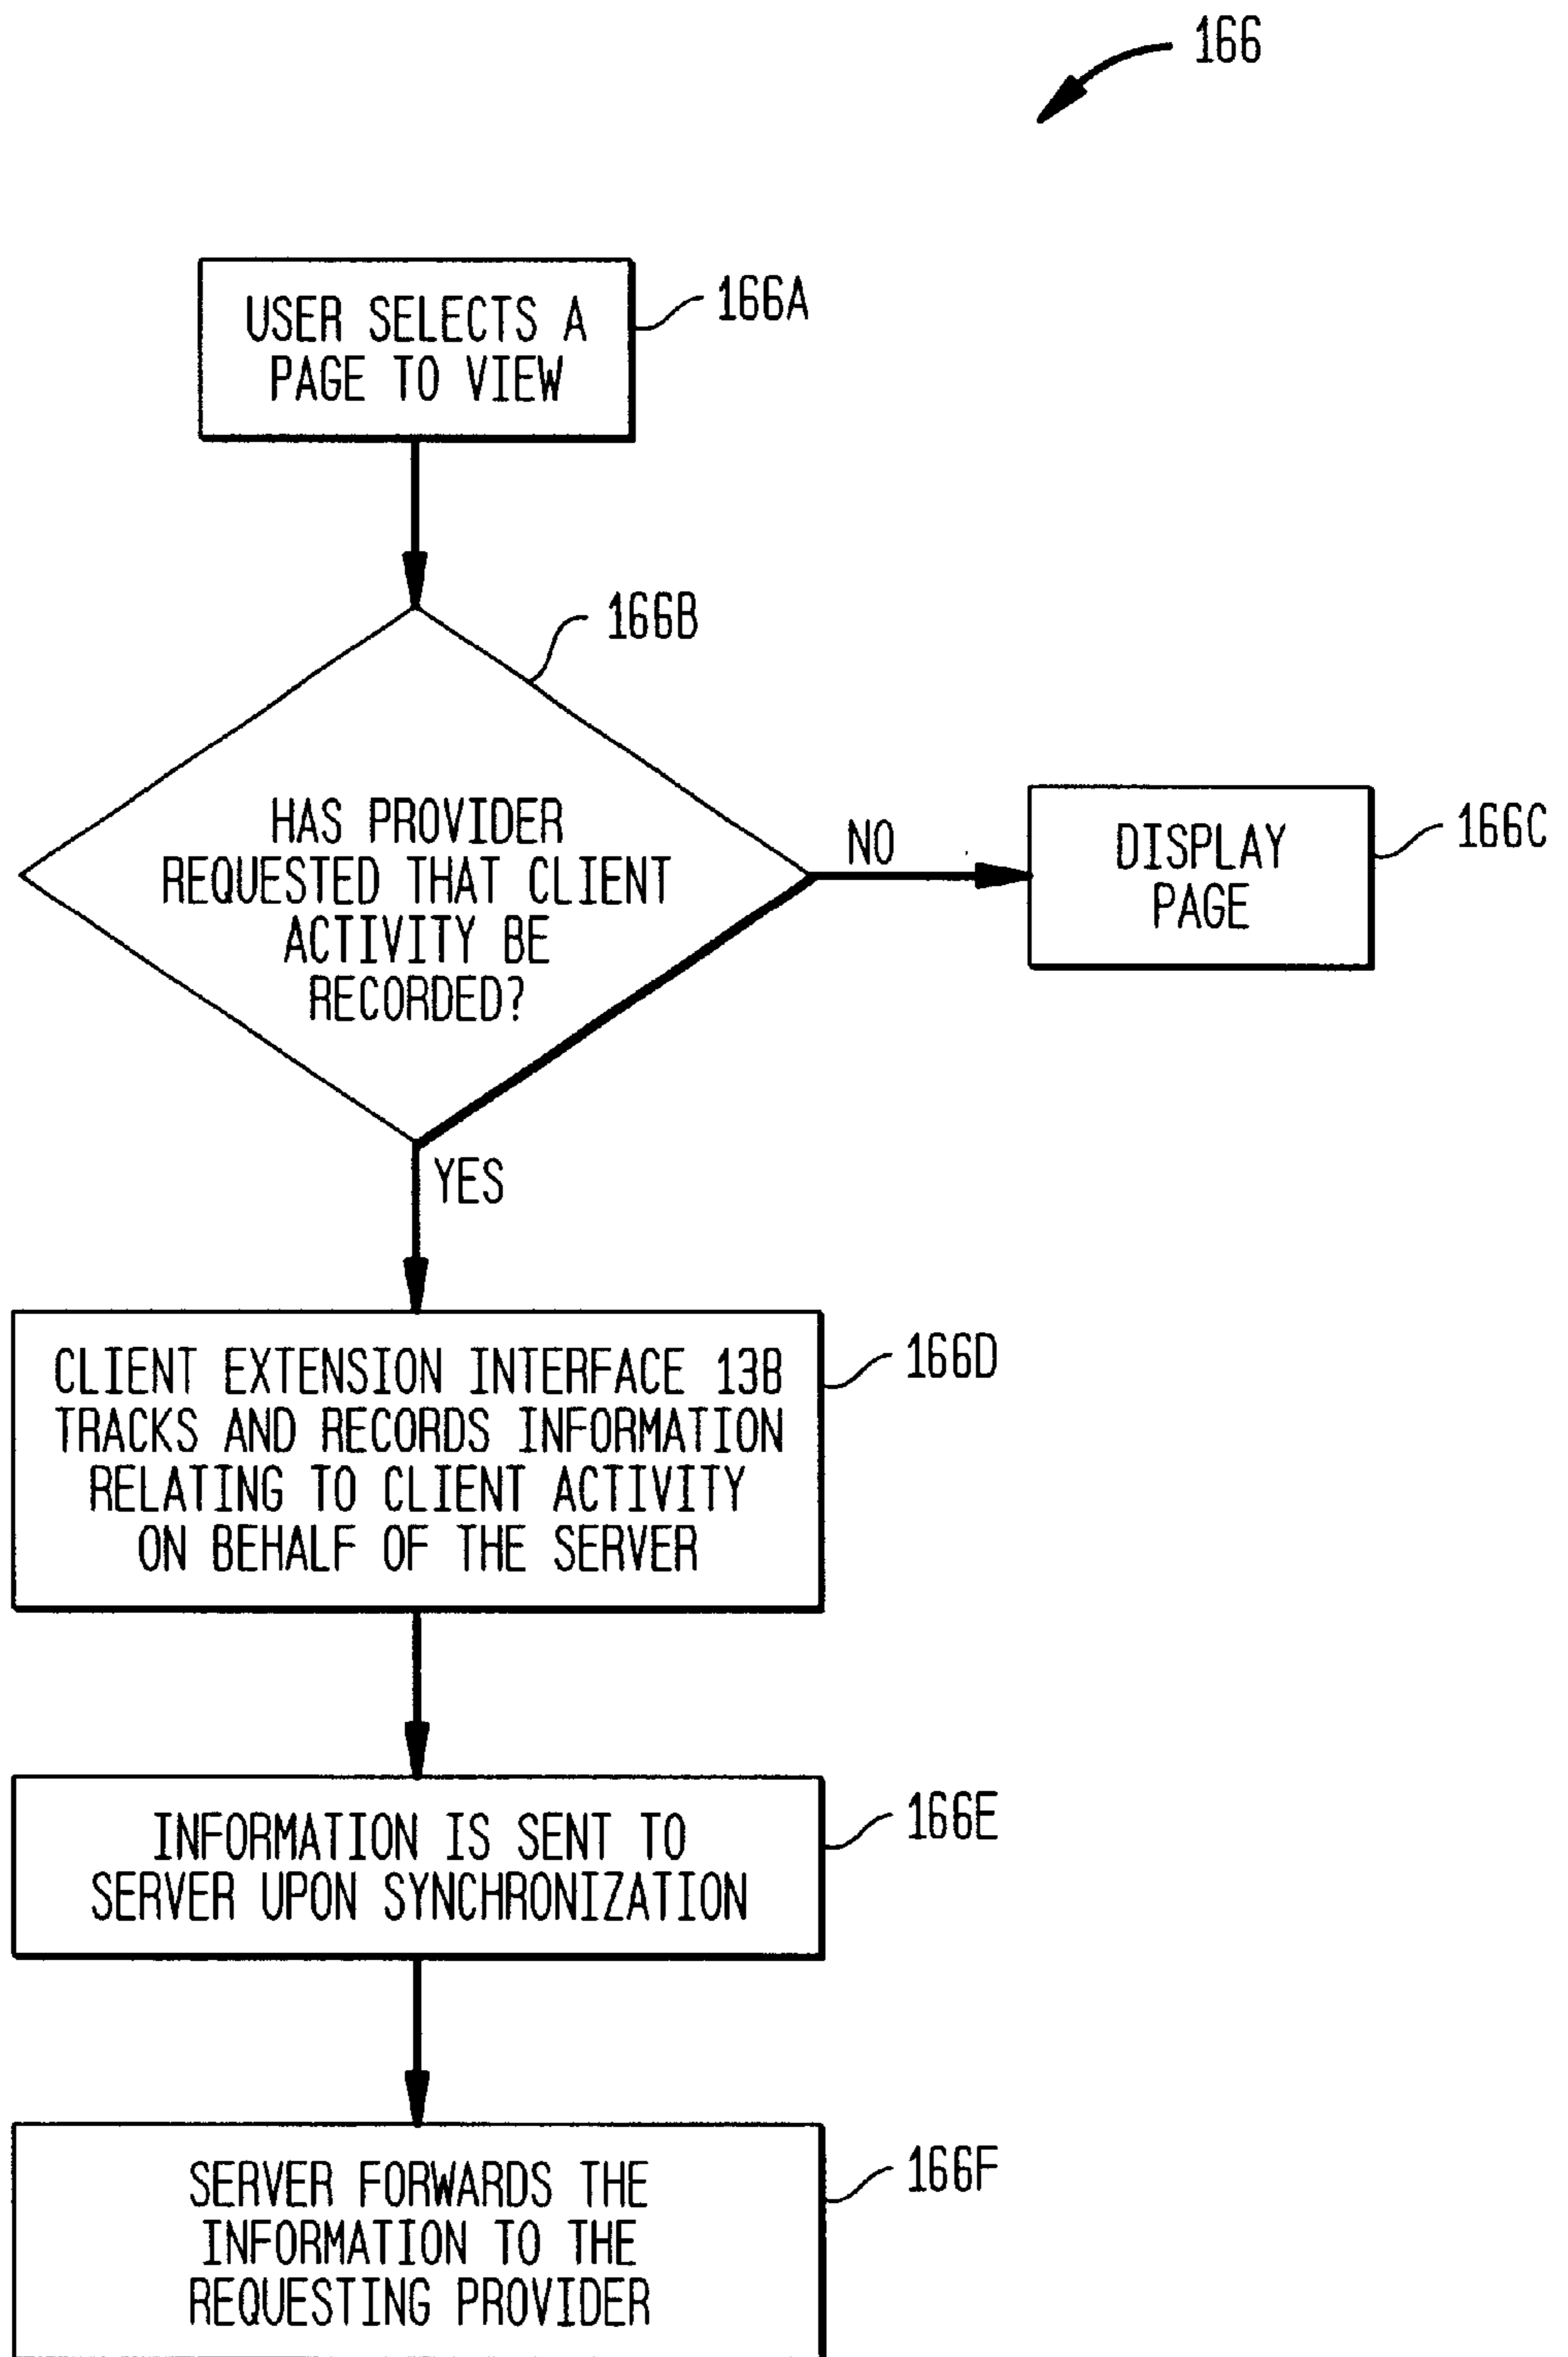 166
USER SELECTS A
PAGE TO VIEW
166A
166B
HAS PROVIDER
REQUESTED THAT CLIENT
ACTIVITY BE
RECORDED?
NO
DISPLAY
PAGE
166C
YES
CLIENT EXTENSION INTERFACE 138
TRACKS AND RECORDS INFORMATION
RELATING TO CLIENT ACTIVITY
ON BEHALF OF THE SERVER
166D
INFORMATION IS SENT TO
SERVER UPON SYNCHRONIZATION
166E
SERVER FORWARDS THE
INFORMATION TO THE
REQUESTING PROVIDER
166F